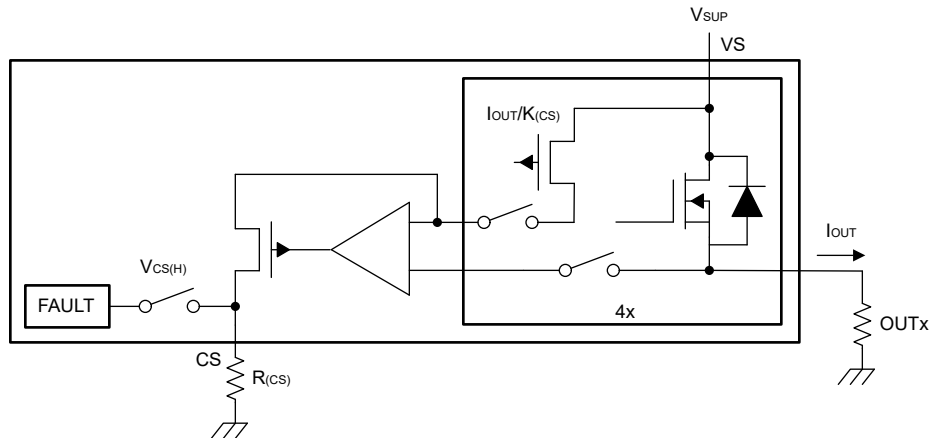 VSUP
VS
IOUT/K(CS)
IOUT
VCS(H)
FAULT
4x
OUTx
CS
R(CS)